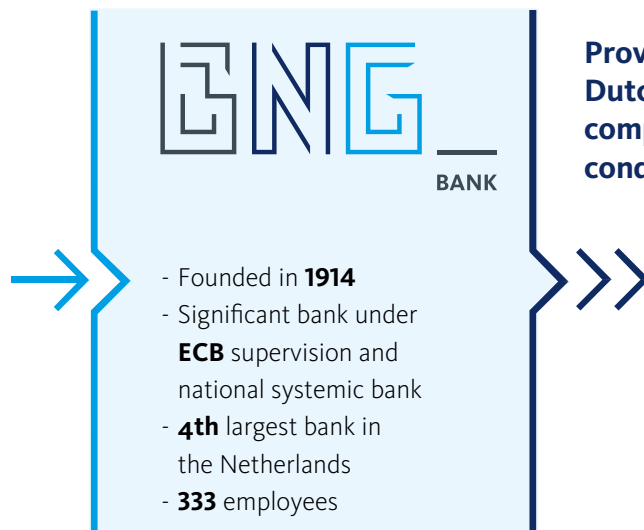 BNG
BANK
- Founded in 1914
- Significant bank under
ECB supervision and
national systemic bank
- 4th largest bank in
the Netherlands
- 333 employees